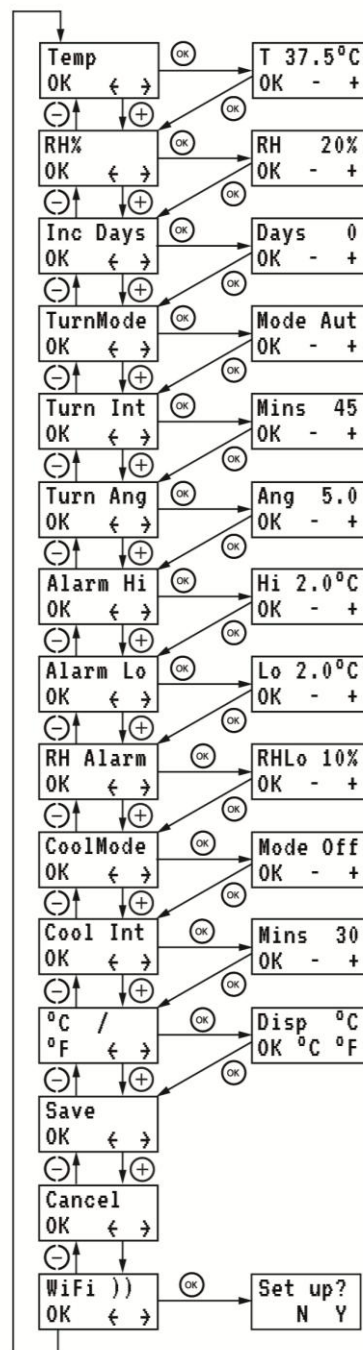 Temp
OK ← →
OK
T 37.5°C
OK - +
- +
OK
RH%
OK ← →
OK
RH 20%
OK - +
- +
OK
Inc Days
OK ← →
OK
Days 0
OK - +
- +
OK
TurnMode
OK ← →
OK
Mode Aut
OK - +
- +
OK
Turn Int
OK ← →
OK
Mins 45
OK - +
- +
OK
Turn Ang
OK ← →
OK
Ang 5.0
OK - +
- +
OK
Alarm Hi
OK ← →
OK
Hi 2.0°C
OK - +
- +
OK
Alarm Lo
OK ← →
OK
Lo 2.0°C
OK - +
- +
OK
RH Alarm
OK ← →
OK
RHLo 10%
OK - +
- +
OK
CoolMode
OK ← →
OK
Mode Off
OK - +
- +
OK
Cool Int
OK ← →
OK
Mins 30
OK - +
- +
OK
°C /
°F ← →
OK
Disp °C
OK °C °F
- +
OK
Save
OK ← →
- +
Cancel
OK ← →
-
WiFi ))
OK ← →
OK
Set up?
N Y